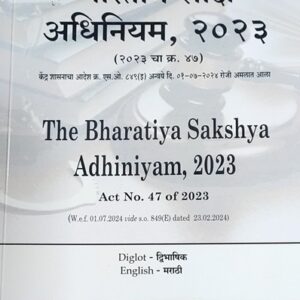 अधिनियम, २०२३
(२०२३ चा क्र. ४७)
केंद्र शासनाचा आदेश क्र. एस.ओ. ८४९(इ) अन्वये दि. ०१-०७-२०२४ रोजी अमलात आला
The Bharatiya Sakshya
Adhiniyam, 2023
Act No. 47 of 2023
(W.e.f. 01.07.2024 vide s.o. 849(E) dated 23.02.2024)
Diglot - द्विभाषिक
English - मराठी